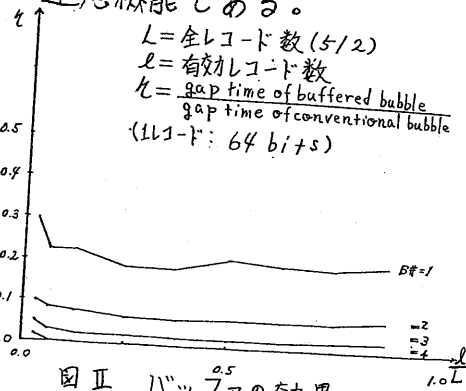 機能である。
η
L=全レコード数(512)
ℓ=有効レコード数
η= gap time of buffered bubble
gap time of conventional bubble
(1レコード: 64 bits)
0.5
0.4
0.3
0.2
0.1
0.0
B#=1
=2
=3
=4
0.0
0.5
1.0
ℓ
L
図Ⅱ バッファの効果